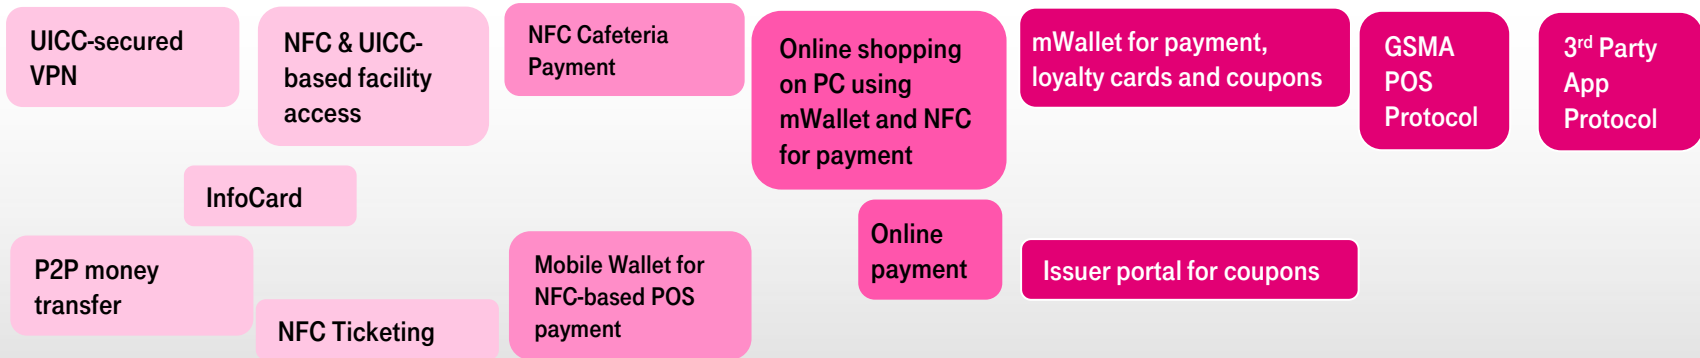 UICC-secured
VPN
NFC & UICC-
based facility
access
NFC Cafeteria
Payment
Online shopping
on PC using
mWallet and NFC
for payment
mWallet for payment,
loyalty cards and coupons
GSMA
POS
Protocol
3rd Party
App
Protocol
InfoCard
P2P money
transfer
NFC Ticketing
Mobile Wallet for
NFC-based POS
payment
Online
payment
Issuer portal for coupons